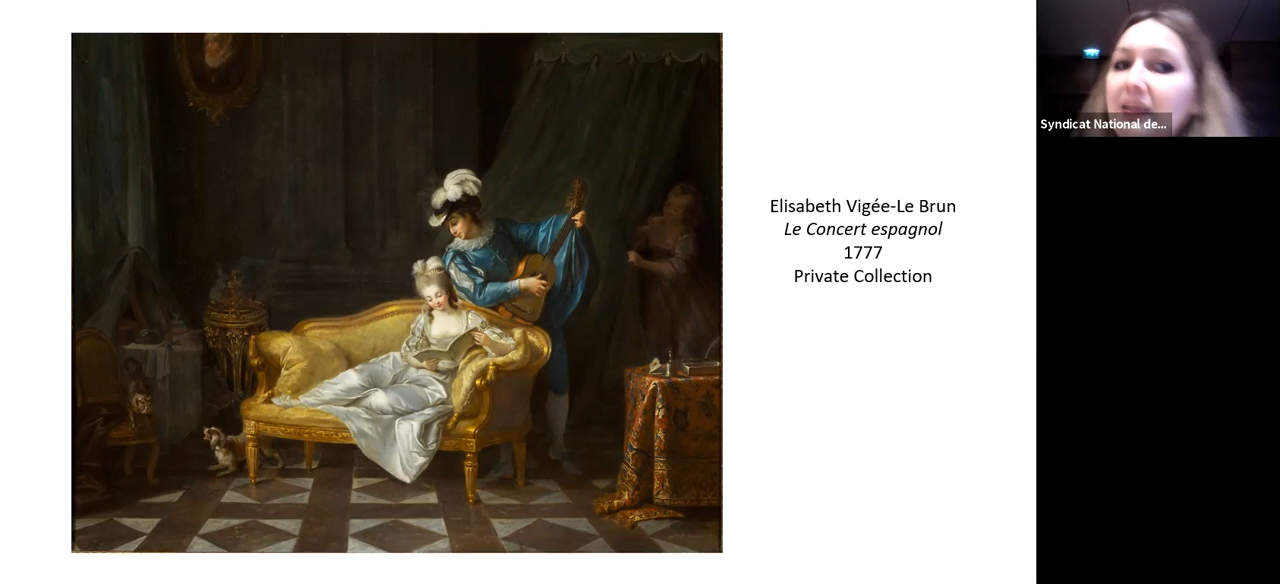 Elisabeth Vigée-Le Brun
Le Concert espagnol
1777
Private Collection
Syndicat National de...